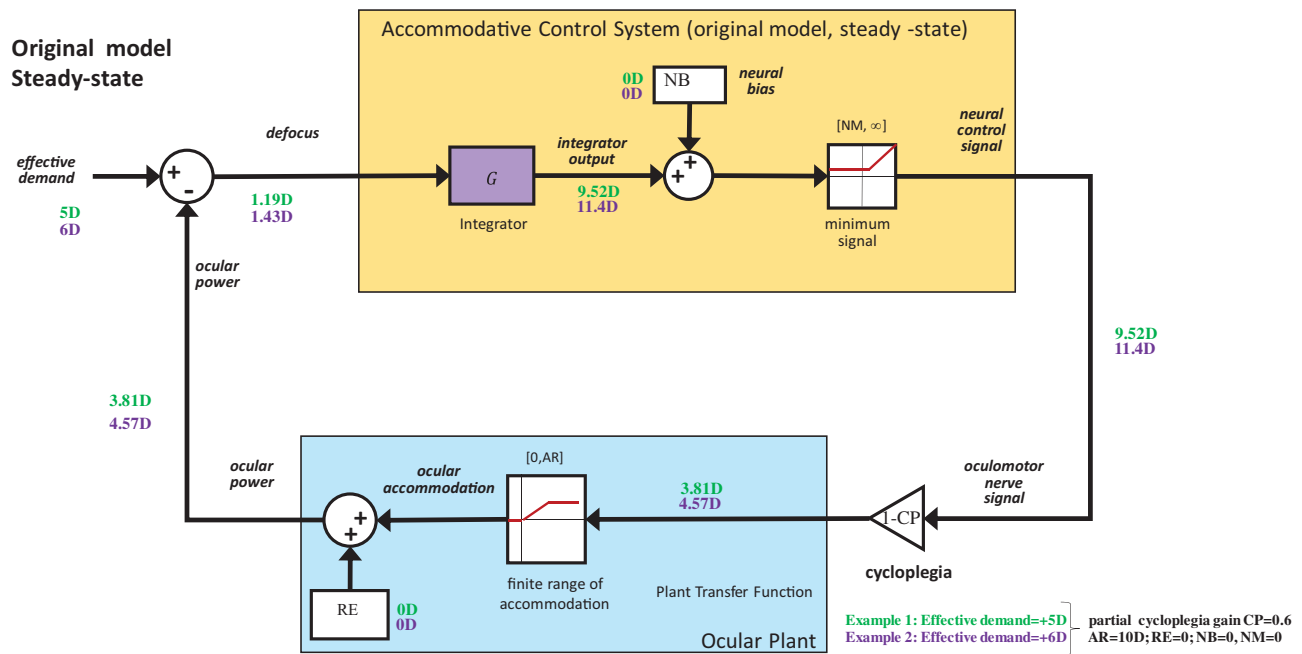 Original model
Steady-state
Accommodative Control System (original model, steady -state)
0D
0D
NB
neural
bias
[NM, ∞]
neural
control
signal
defocus
effective
demand
+
-
integrator
output
+
+
G
5D
6D
1.19D
1.43D
9.52D
11.4D
Integrator
minimum
signal
ocular
power
9.52D
11.4D
3.81D
4.57D
ocular
power
[0,AR]
ocular
accommodation
3.81D
4.57D
oculomotor
nerve
signal
+
+
1-CP
cycloplegia
finite range of
accommodation
Plant Transfer Function
RE
0D
0D
Ocular Plant
Example 1: Effective demand=+5D
Example 2: Effective demand=+6D
partial cycloplegia gain CP=0.6
AR=10D; RE=0; NB=0, NM=0